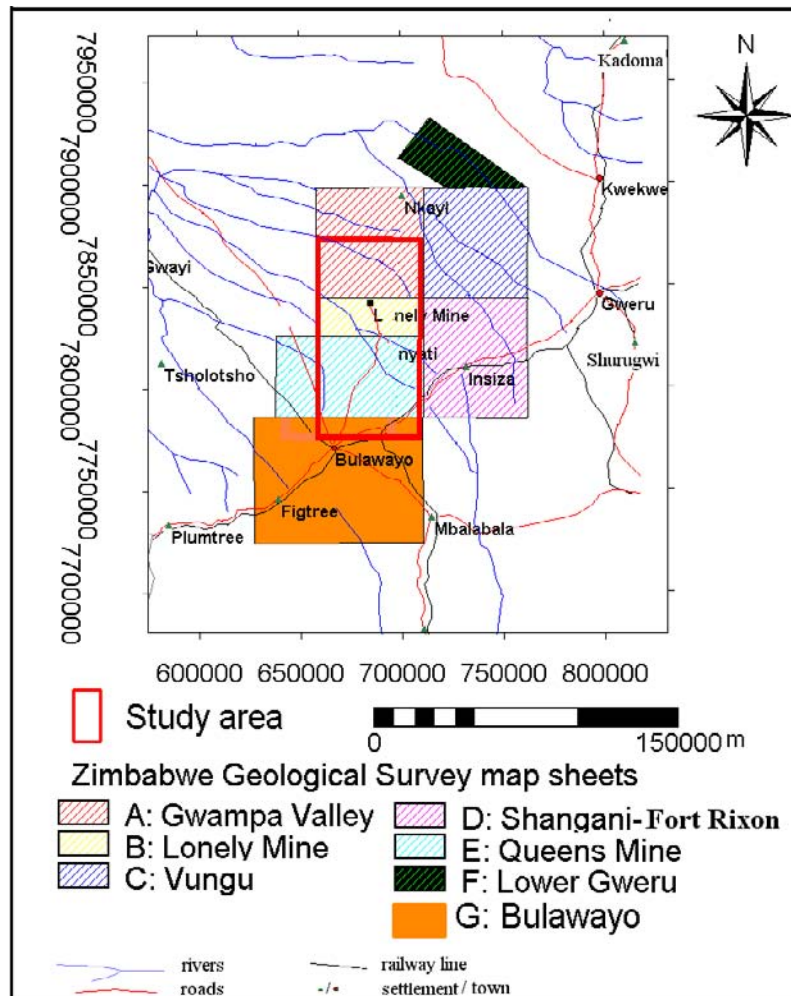 N
7950000
7900000
7850000
7800000
7750000
7700000
Kadoma
Kwekwe
Nkayi
Gwayi
L nely Mine
Gweru
nyati
Shurugwi
Tsholotsho
Insiza
Bulawayo
Figtree
Mbalabala
Plumtree
600000 650000 700000 750000 800000
Study area
0 150000 m
Zimbabwe Geological Survey map sheets
A: Gwampa Valley
B: Lonely Mine
C: Vungu
D: Shangani-Fort Rixon
E: Queens Mine
F: Lower Gweru
G: Bulawayo
rivers
roads
railway line
-/• settlement / town